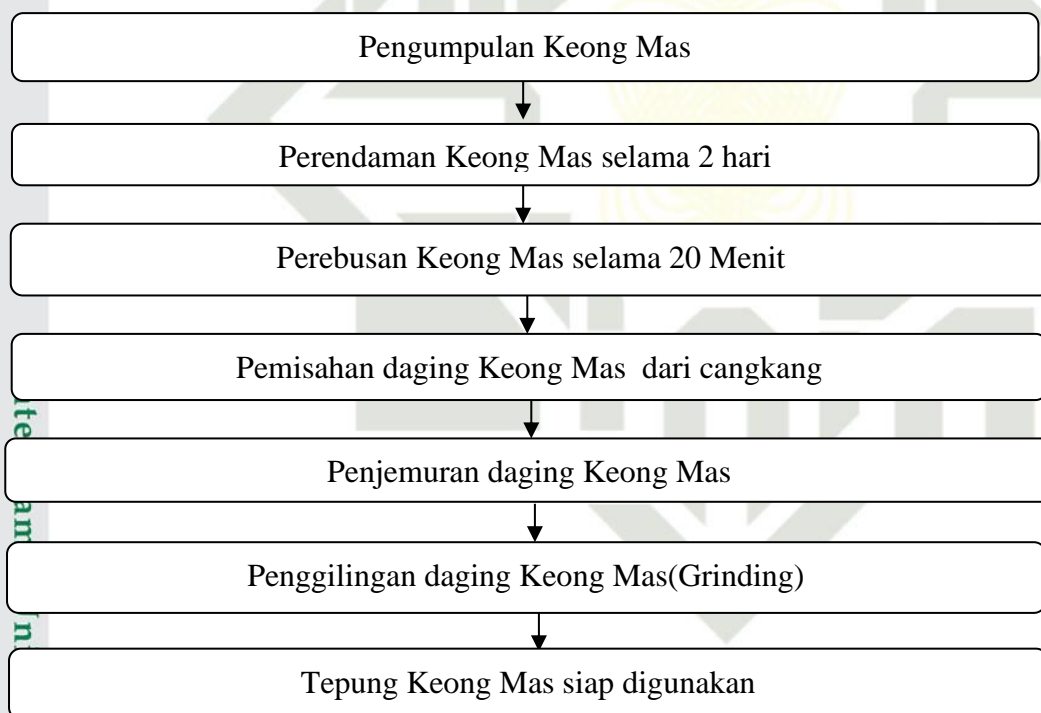 Pengumpulan Keong Mas
Perendaman Keong Mas selama 2 hari
Perebusan Keong Mas selama 20 Menit
Pemisahan daging Keong Mas  dari cangkang
Penjemuran daging Keong Mas
Penggilingan daging Keong Mas(Grinding)
Tepung Keong Mas siap digunakan